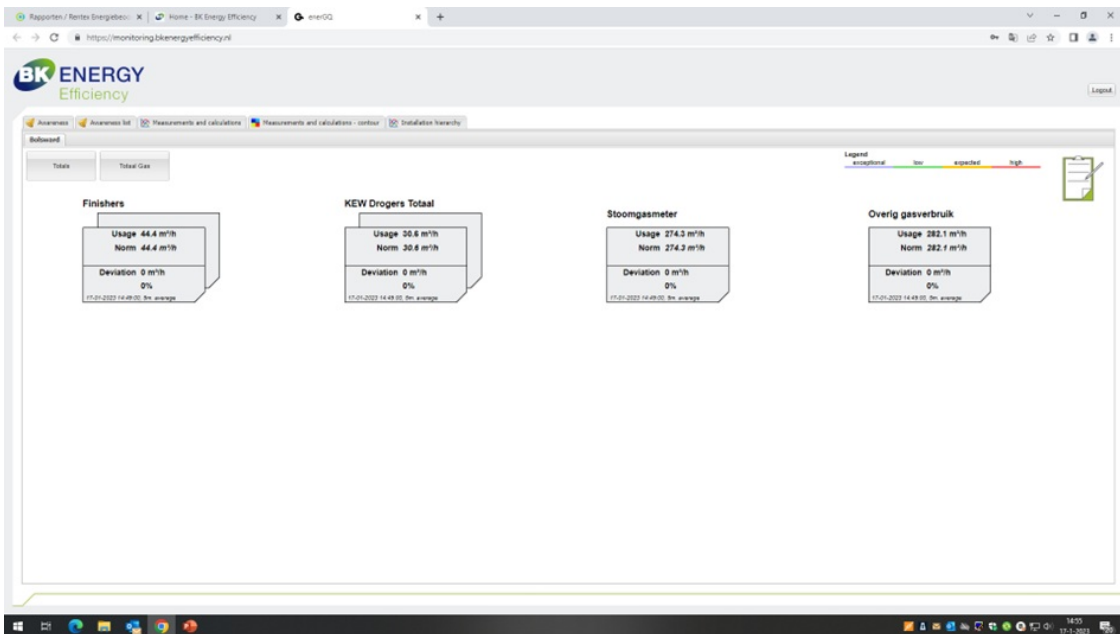 Rapporten / Rentex Energiebesc
Home - BK Energy Efficiency
enerGQ
https://monitoring.bkenergyefficiency.nl
BK ENERGY
Efficiency
Logout
Awareness
Awareness list
Measurements and calculations
Measurements and calculations - contour
Installation hierarchy
Bolsward
Totals
Totaal Gas
Legend
exceptional
low
expected
high
Finishers
Usage 44.4 m³/h
Norm 44.4 m³/h
Deviation 0 m³/h
0%
17-01-2023 14:49:00, 5m. average
KEW Drogers Totaal
Usage 30.6 m³/h
Norm 30.6 m³/h
Deviation 0 m³/h
0%
17-01-2023 14:49:00, 5m. average
Stoomgasmeter
Usage 274.3 m³/h
Norm 274.3 m³/h
Deviation 0 m³/h
0%
17-01-2023 14:49:00, 5m. average
Overig gasverbruik
Usage 282.1 m³/h
Norm 282.1 m³/h
Deviation 0 m³/h
0%
17-01-2023 14:49:00, 5m. average
14:55
17-1-2023